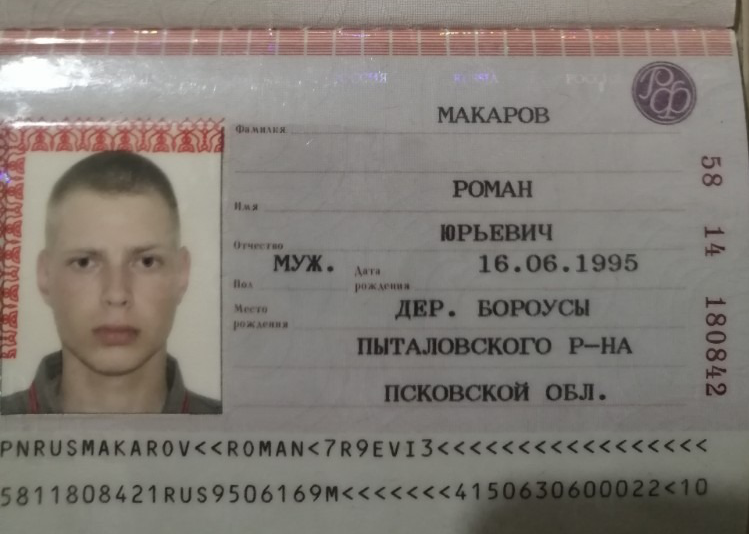 РОССИЯ
РФ
МАКАРОВ
Фамилия
РОМАН
Имя
ЮРЬЕВИЧ
Отчество
МУЖ. Дата рождения 16.06.1995
Пол
Место рождения
ДЕР. БОРОУСЫ
ПЫТАЛОВСКОГО Р-НА
ПСКОВСКОЙ ОБЛ.
58 14 180842
PNRUSMAKAROV<<ROMAN<7R9EVI3<<<<<<<<<<<<<<<<<
5811808421RUS9506169M<<<<<<<4150630600022<10